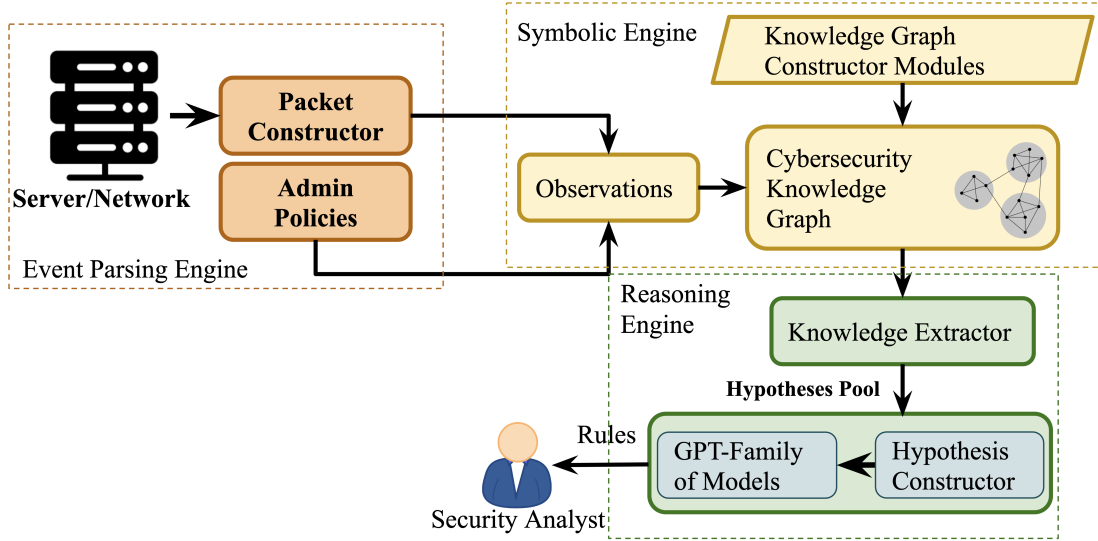 Symbolic Engine
Knowledge Graph
Constructor Modules
Packet
Constructor
Server/Network
Admin
Policies
Event Parsing Engine
Observations
Cybersecurity
Knowledge
Graph
Reasoning
Engine
Knowledge Extractor
Hypotheses Pool
Rules
GPT-Family
of Models
Hypothesis
Constructor
Security Analyst